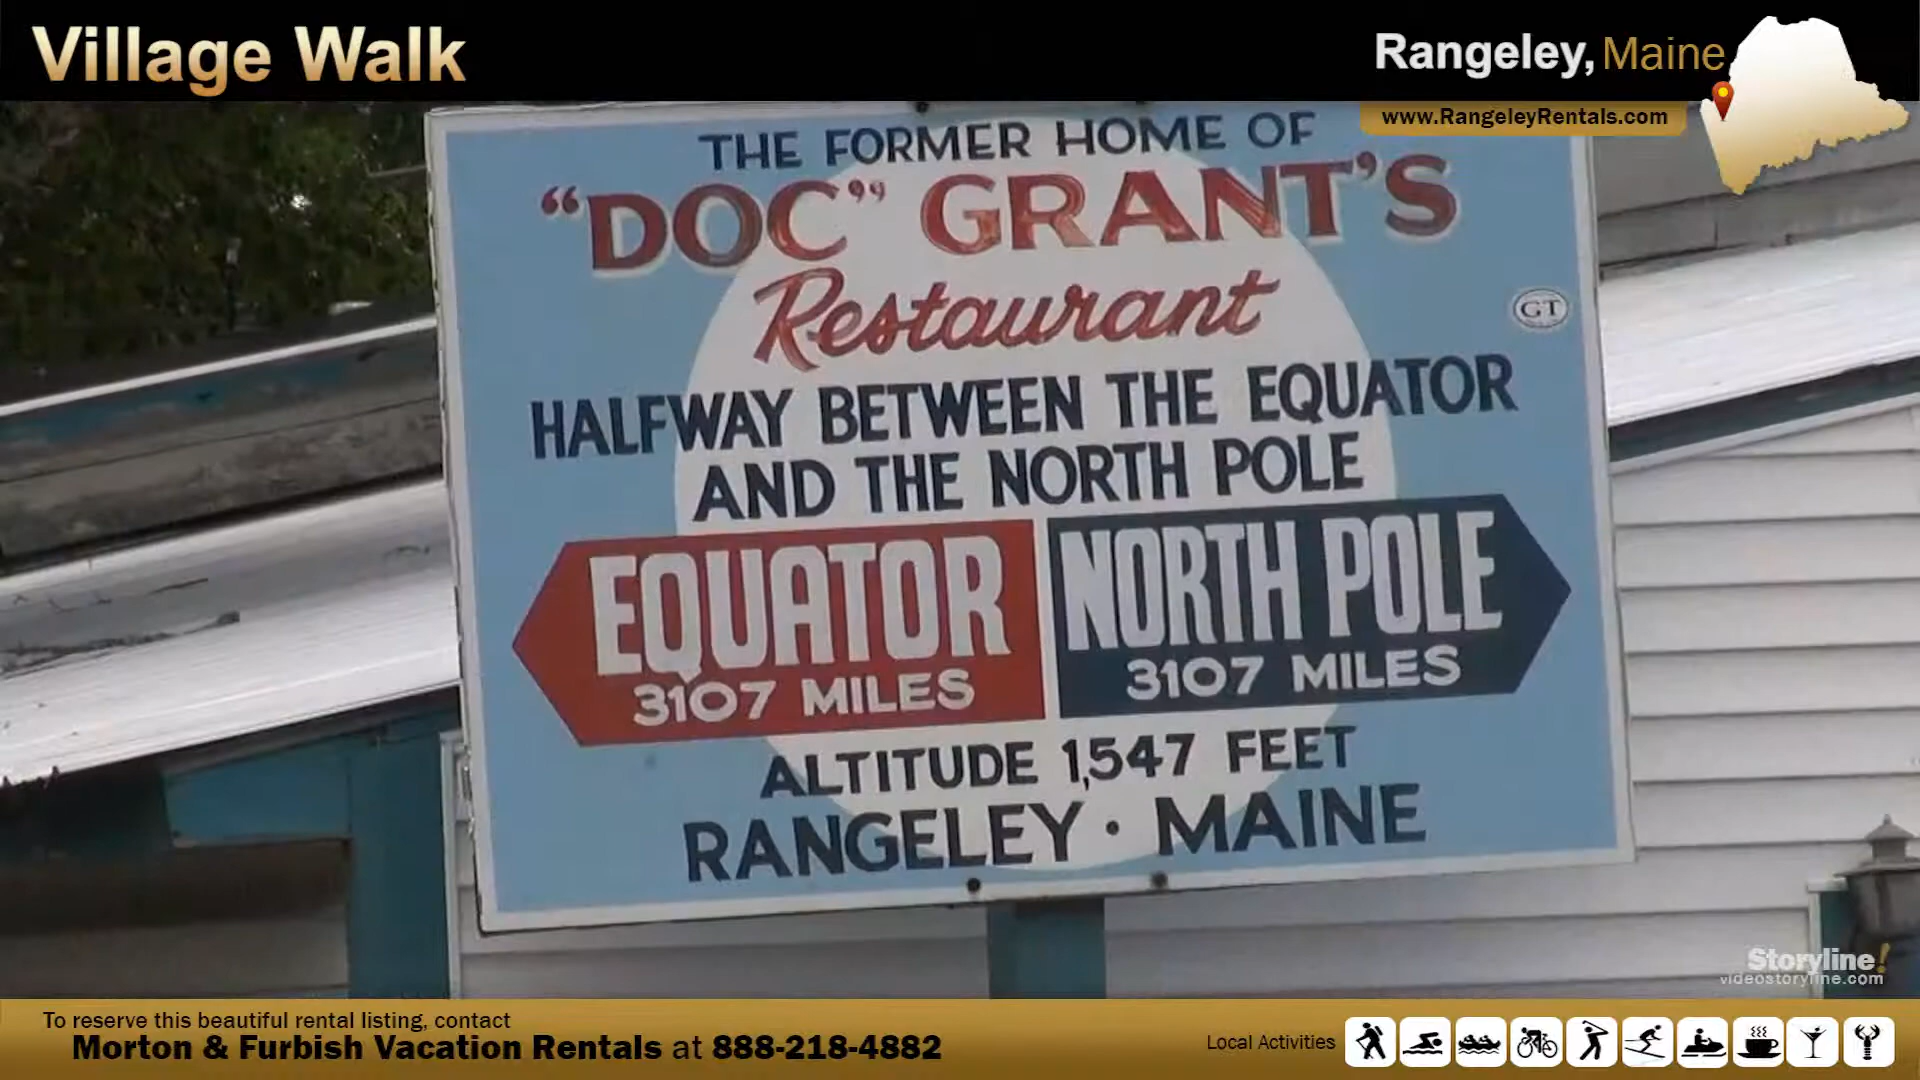 Village Walk
Rangeley, Maine
www.RangeleyRentals.com
THE FORMER HOME OF
“DOC” GRANT’S
Restaurant
GT
HALFWAY BETWEEN THE EQUATOR
AND THE NORTH POLE
EQUATOR
3107 MILES
NORTH POLE
3107 MILES
ALTITUDE 1,547 FEET
RANGELEY · MAINE
Storyline!
videostoryline.com
To reserve this beautiful rental listing, contact
Morton & Furbish Vacation Rentals at 888-218-4882
Local Activities